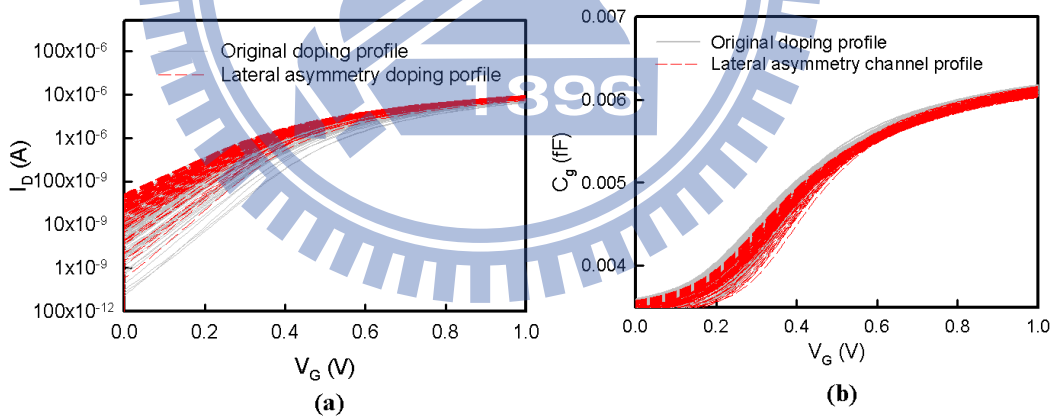 0.007
100x10-6
10x10-6
1x10-6
100x10-9
10x10-9
1x10-9
100x10-12
ID (A)
Original doping profile
Lateral asymmetry doping porfile
0.0
0.2
0.4
0.6
0.8
1.0
VG (V)
(a)
0.006
0.005
0.004
Cg (fF)
Original doping profile
Lateral asymmetry channel profile
0.0
0.2
0.4
0.6
0.8
1.0
VG (V)
(b)
1896